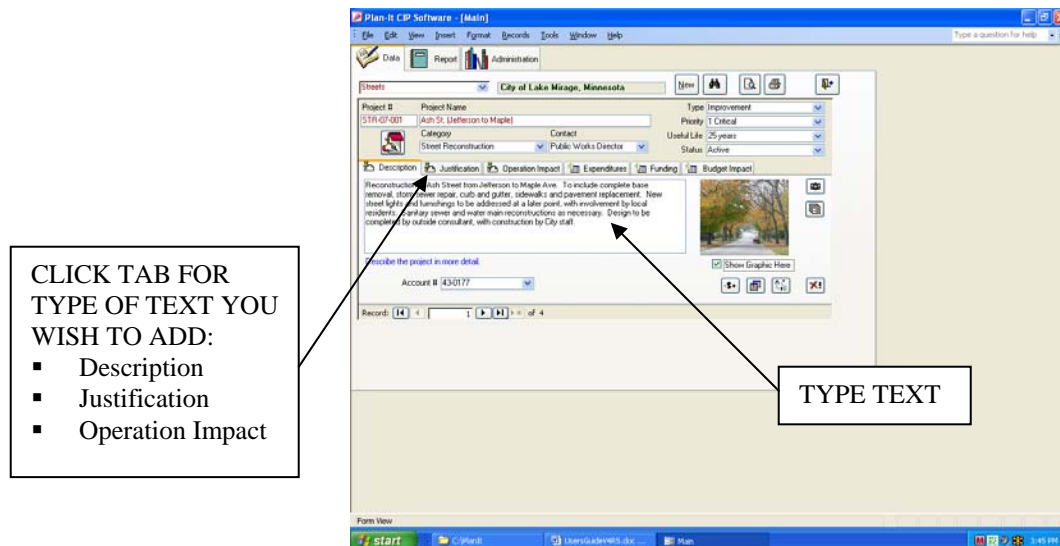 Plan-It CIP Software - [Main]
File Edit View Insert Format Records Tools Window Help
Type a question for help
Data Report Administration
Streets City of Lake Mirage, Minnesota New
Project # Project Name Type Improvement
STR-07-001 Ash St. (Jefferson to Maple) Priority 1 Critical
Category Contact Useful Life 25 years
Street Reconstruction Public Works Director Status Active
Description Justification Operation Impact Expenditures Funding Budget Impact
Reconstruction Ash Street from Jefferson to Maple Ave. To include complete base
removal, storm sewer repair, curb and gutter, sidewalks and pavement replacement. New
street lights and furnishings to be addressed at a later point, with involvement by local
residents. Sanitary sewer and water main reconstructions as necessary. Design to be
completed by outside consultant, with construction by City staff.
Describe the project in more detail.
Show Graphic Here
Account # 43-0177
Record: 1 of 4
CLICK TAB FOR
TYPE OF TEXT YOU
WISH TO ADD:
▪ Description
▪ Justification
▪ Operation Impact
TYPE TEXT
Form View
start C:\PlanIt UsersGuideV4R5.doc ... Main 3:45 PM